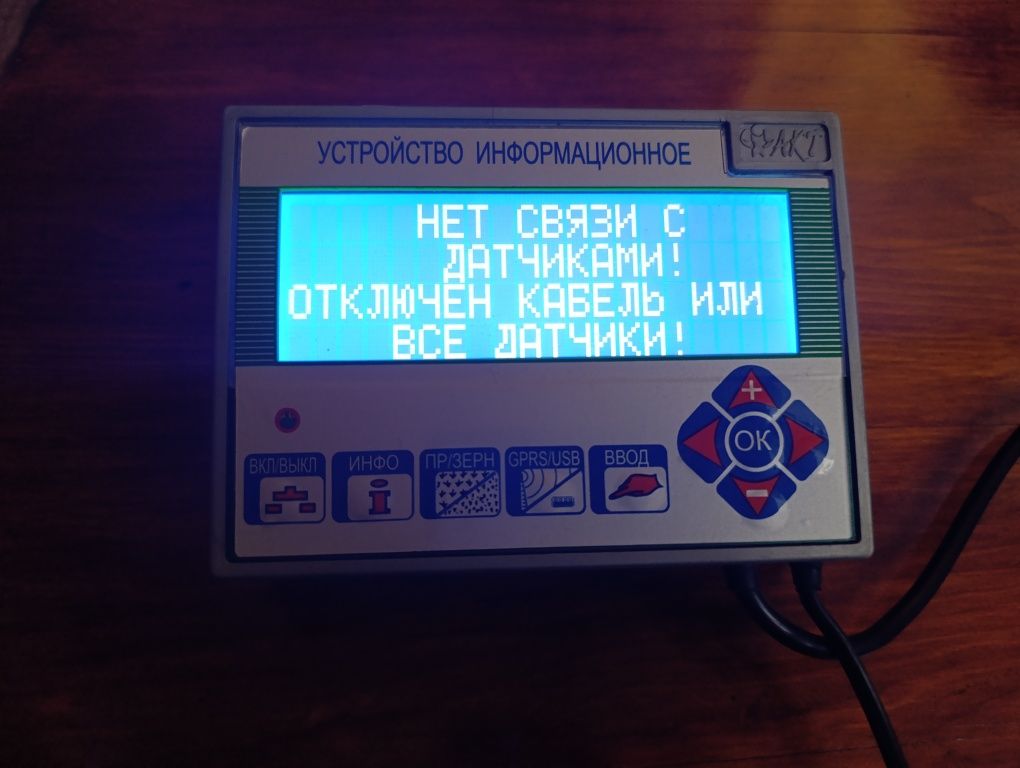 УСТРОЙСТВО ИНФОРМАЦИОННОЕ
ФАКТ
НЕТ СВЯЗИ С
ДАТЧИКАМИ!
ОТКЛЮЧЕН КАБЕЛЬ ИЛИ
ВСЕ ДАТЧИКИ!
ВКЛ/ВЫКЛ
ИНФО
ПР/ЗЕРН
GPRS/USB
ВВОД
+
ОК
-